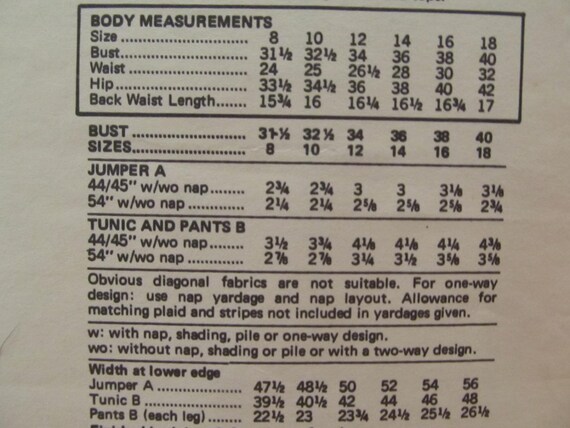 BODY MEASUREMENTS
Size ........................ 8 10 12 14 16 18
Bust........................ 31½ 32½ 34 36 38 40
Waist ..................... 24 25 26½ 28 30 32
Hip.......................... 33½ 34½ 36 38 40 42
Back Waist Length....... 15¾ 16 16¼ 16½ 16¾ 17
BUST ...................... 31-½ 32 ½ 34 36 38 40
SIZES...................... 8 10 12 14 16 18
JUMPER A
44/45" w/wo nap......... 2¾ 2¾ 3 3 3⅛ 3⅛
54" w/wo nap............. 2¼ 2¼ 2⅝ 2⅝ 2⅝ 2¾
TUNIC AND PANTS B
44/45" w/wo nap......... 3½ 3¾ 4⅛ 4⅛ 4¼ 4⅜
54" w/wo nap............. 2⅞ 2⅞ 3¼ 3½ 3⅝ 3⅝
Obvious diagonal fabrics are not suitable. For one-way
design: use nap yardage and nap layout. Allowance for
matching plaid and stripes not included in yardages given.
w: with nap, shading, pile or one-way design.
wo: without nap, shading or pile or with a two-way design.
Width at lower edge
Jumper A ................. 47½ 48½ 50 52 54 56
Tunic B .................... 39½ 40½ 42 44 46 48
Pants B (each leg) ....... 22½ 23 23¾ 24½ 25½ 26½